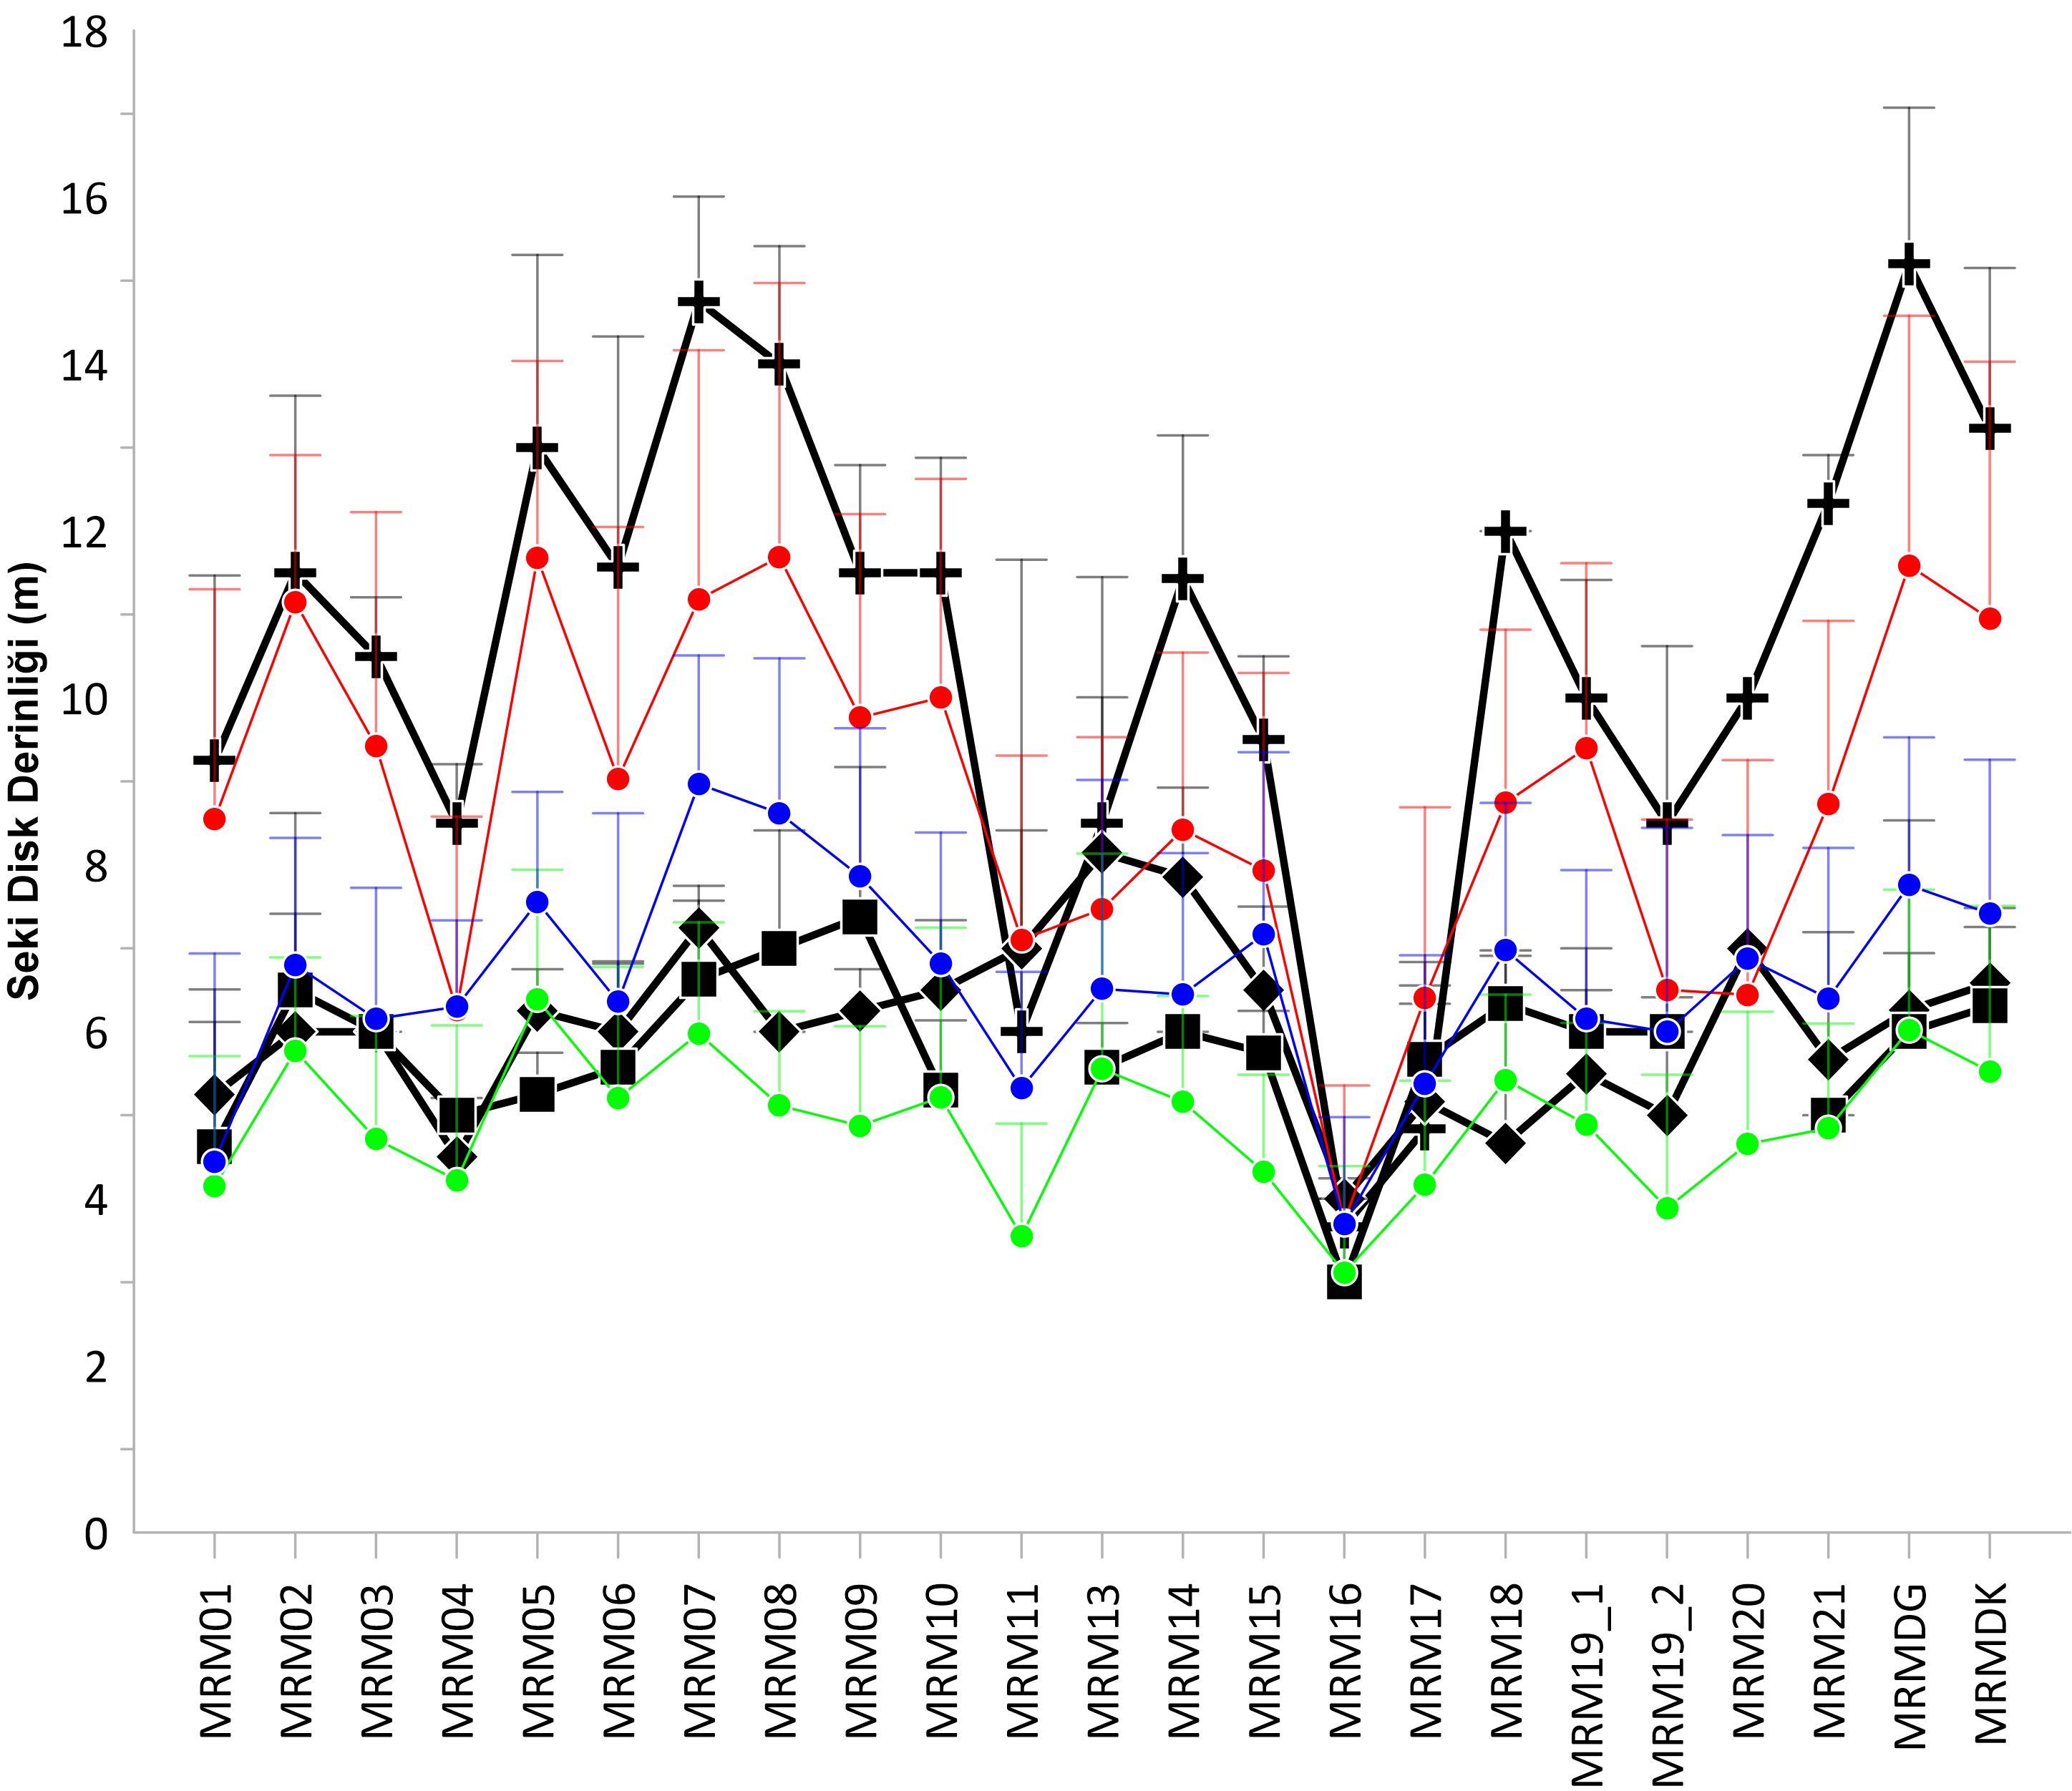 18
16
14
12
10
8
6
4
2
0
Seki Disk Derinliği (m)
MRM01
MRM02
MRM03
MRM04
MRM05
MRM06
MRM07
MRM08
MRM09
MRM10
MRM11
MRM13
MRM14
MRM15
MRM16
MRM17
MRM18
MRM19_1
MRM19_2
MRM20
MRM21
MRMDG
MRMDK